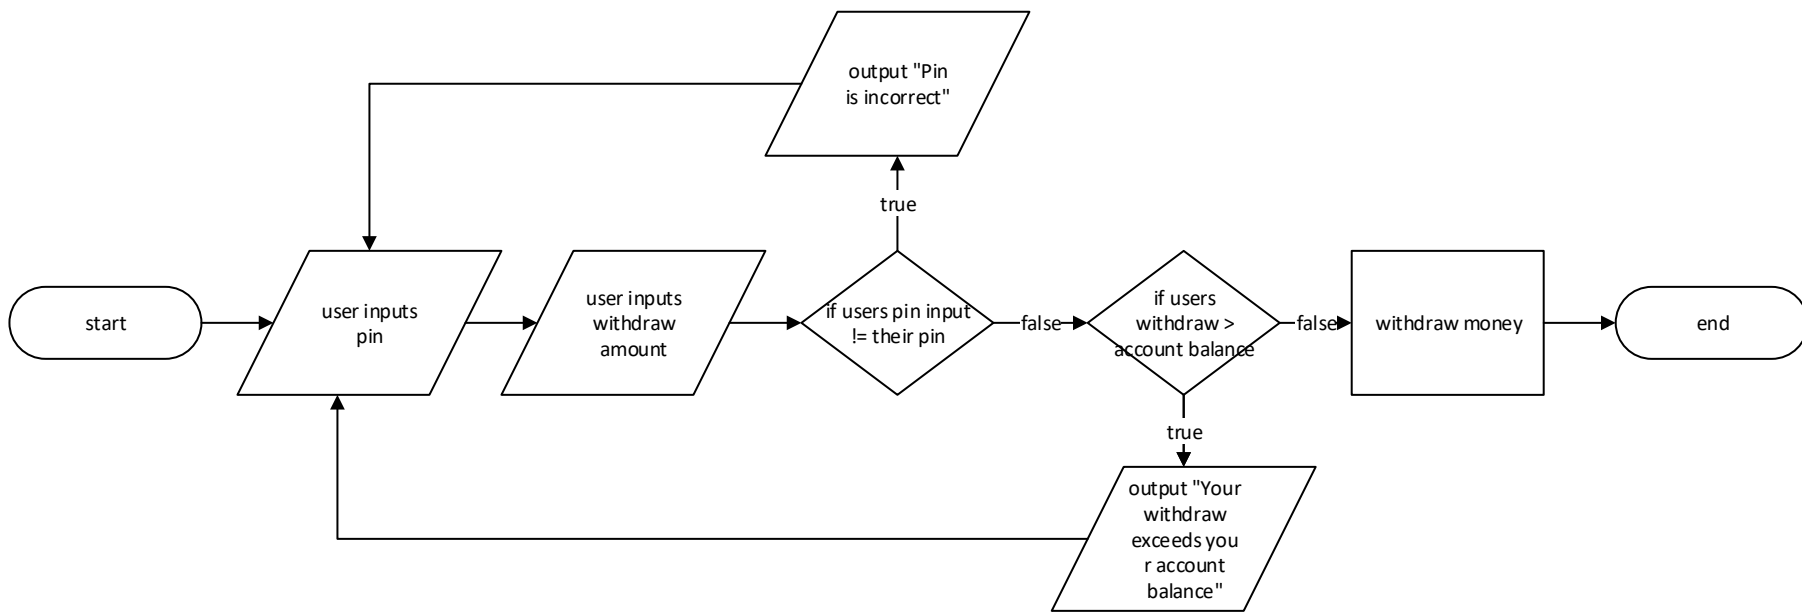 output "Pin
is incorrect"
true
start
user inputs
pin
user inputs
withdraw
amount
if users pin input
!= their pin
false
if users
withdraw >
account balance
false
withdraw money
end
true
output "Your
withdraw
exceeds you
r account
balance"